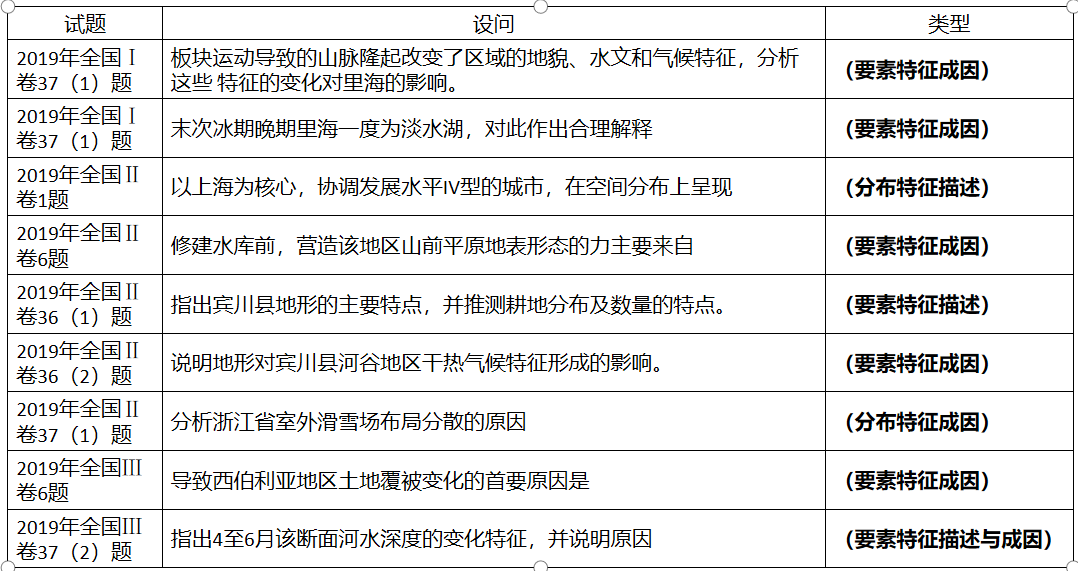 试题 设问 类型
2019年全国Ⅰ
卷37（1）题
板块运动导致的山脉隆起改变了区域的地貌、水文和气候特征，分析
这些 特征的变化对里海的影响。
（要素特征成因）
2019年全国Ⅰ
卷37（1）题
末次冰期晚期里海一度为淡水湖，对此作出合理解释
（要素特征成因）
2019年全国Ⅱ
卷1题
以上海为核心，协调发展水平IV型的城市，在空间分布上呈现
（分布特征描述）
2019年全国Ⅱ
卷6题
修建水库前，营造该地区山前平原地表形态的力主要来自
（要素特征成因）
2019年全国Ⅱ
卷36（1）题
指出宾川县地形的主要特点，并推测耕地分布及数量的特点。
（要素特征描述）
2019年全国Ⅱ
卷36（2）题
说明地形对宾川县河谷地区干热气候特征形成的影响。
（要素特征成因）
2019年全国Ⅱ
卷37（1）题
分析浙江省室外滑雪场布局分散的原因
（分布特征成因）
2019年全国Ⅲ
卷6题
导致西伯利亚地区土地覆被变化的首要原因是
（要素特征成因）
2019年全国Ⅲ
卷37（2）题
指出4至6月该断面河水深度的变化特征，并说明原因
（要素特征描述与成因）